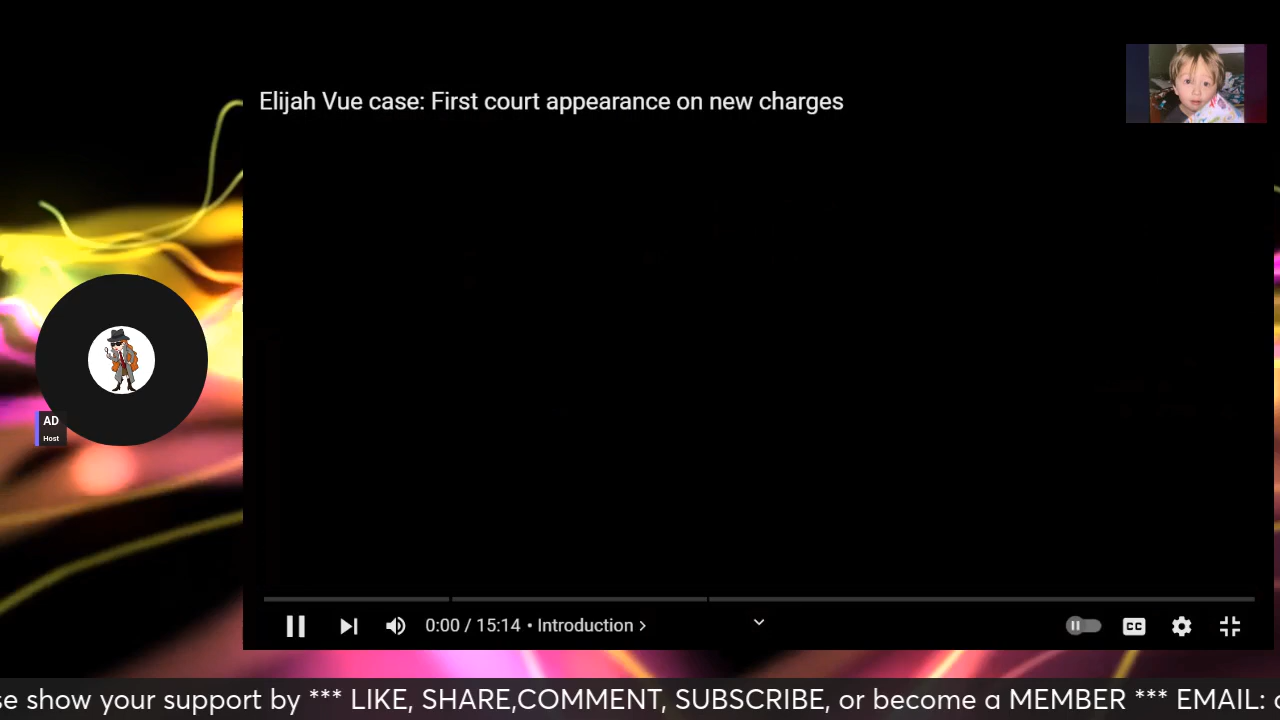 Elijah Vue case: First court appearance on new charges
AD
Host
0:00 / 15:14 • Introduction
CC
show your support by *** LIKE, SHARE,COMMENT, SUBSCRIBE, or become a MEMBER *** EMAIL: